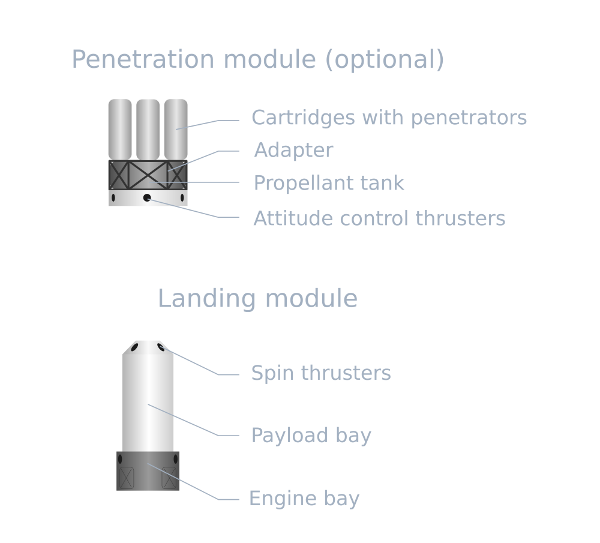 Penetration module (optional)
Cartridges with penetrators
Adapter
Propellant tank
Attitude control thrusters
Landing module
Spin thrusters
Payload bay
Engine bay